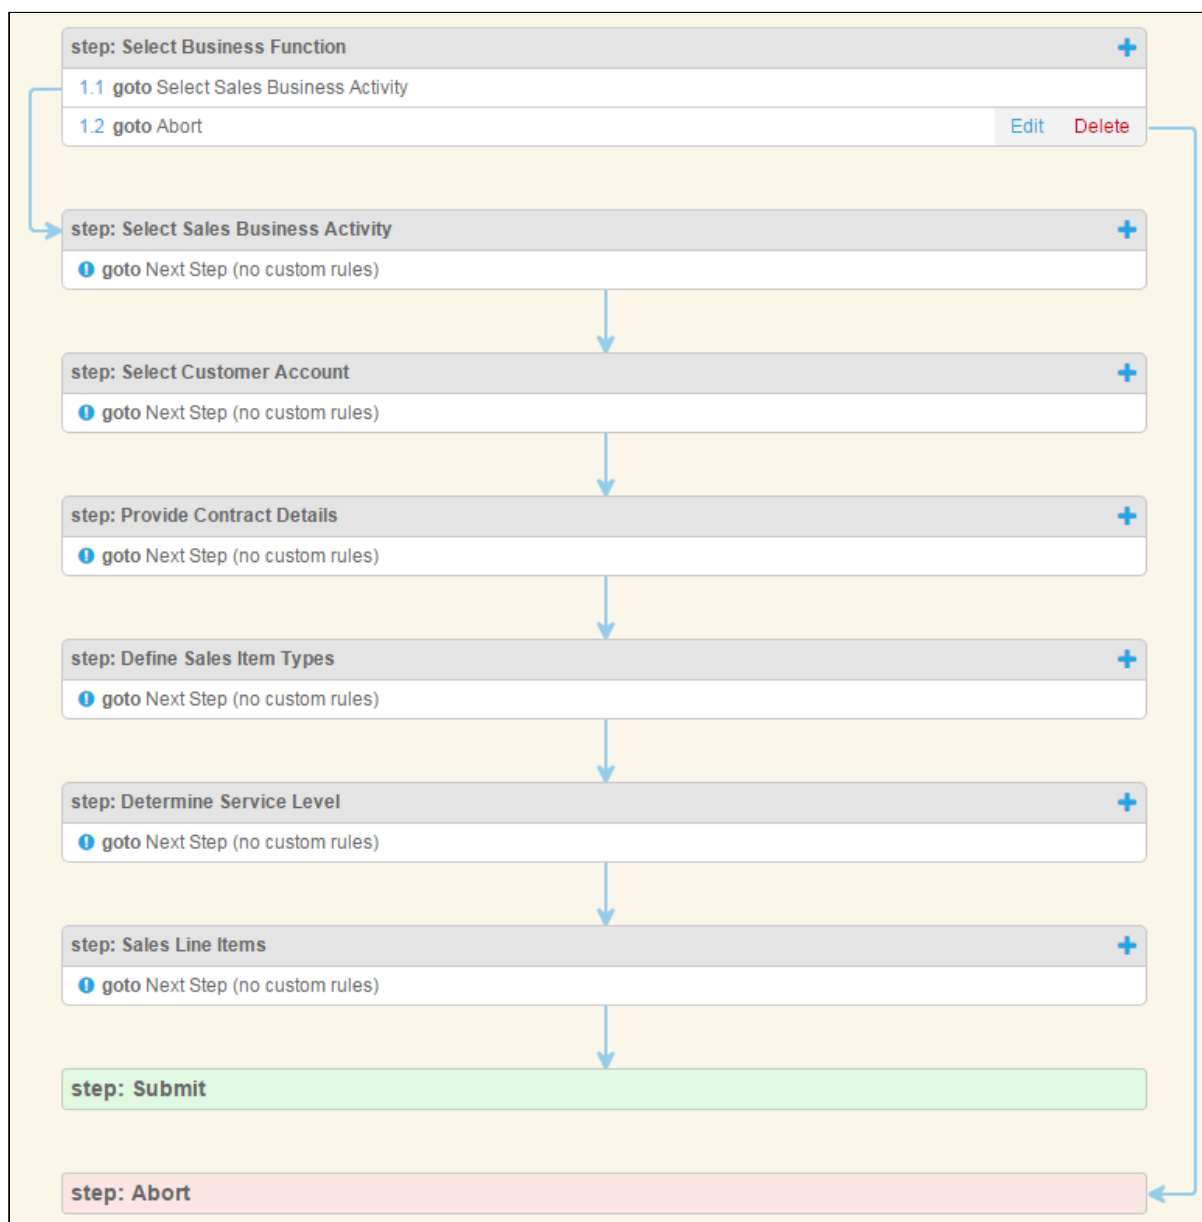 step: Select Business Function
1.1 goto Select Sales Business Activity
1.2 goto Abort Edit Delete
step: Select Sales Business Activity
goto Next Step (no custom rules)
step: Select Customer Account
goto Next Step (no custom rules)
step: Provide Contract Details
goto Next Step (no custom rules)
step: Define Sales Item Types
goto Next Step (no custom rules)
step: Determine Service Level
goto Next Step (no custom rules)
step: Sales Line Items
goto Next Step (no custom rules)
step: Submit
step: Abort